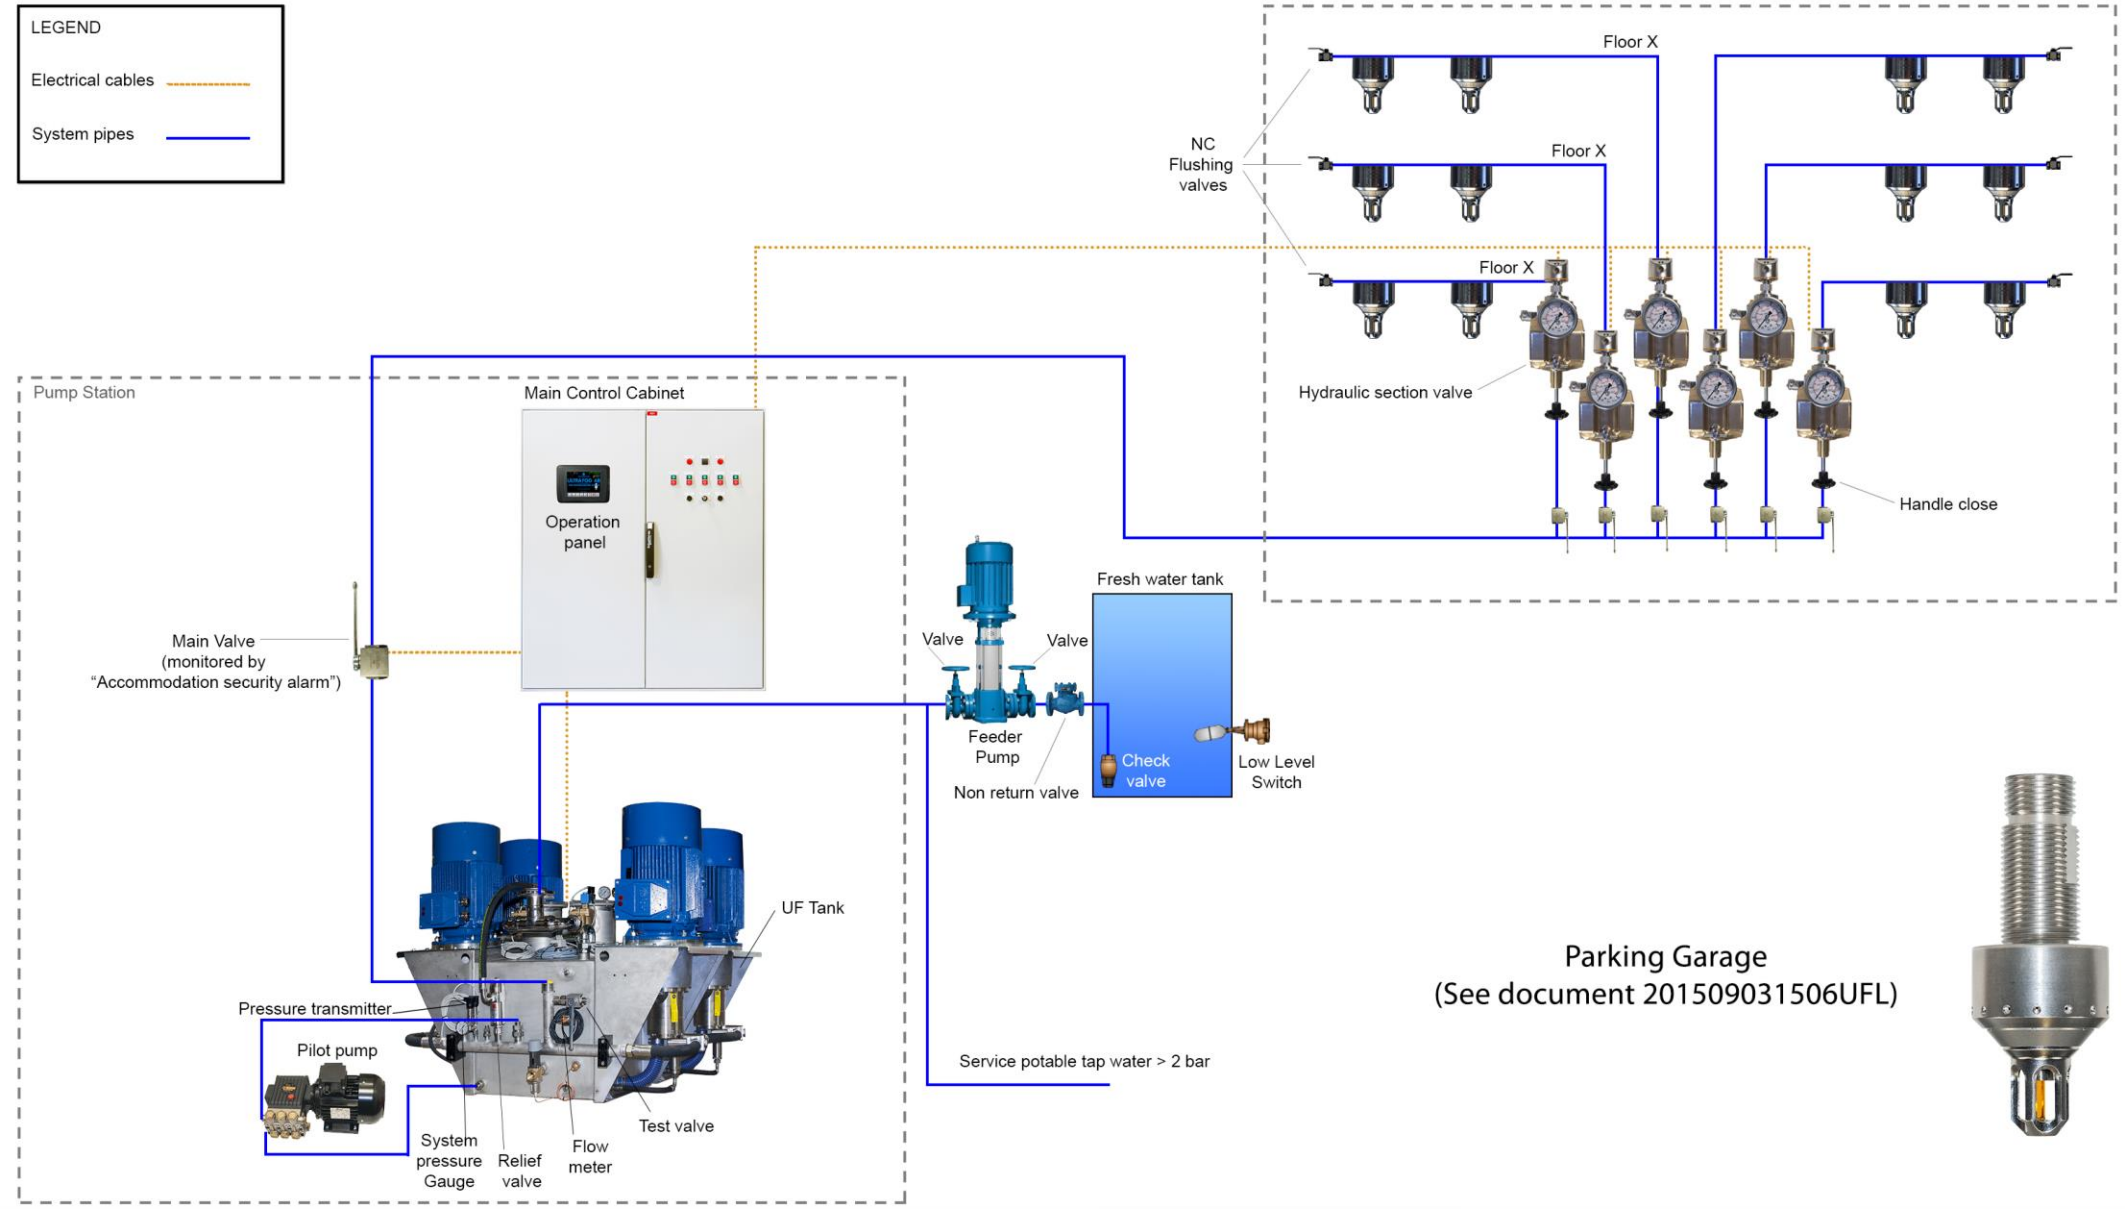 LEGEND
Electrical cables
System pipes
Floor X
Floor X
Floor X
NC
Flushing
valves
Hydraulic section valve
Handle close
Pump Station
Main Control Cabinet
Operation
panel
Main Valve
(monitored by
“Accommodation security alarm”)
Valve
Valve
Feeder
Pump
Non return valve
Fresh water tank
Check
valve
Low Level
Switch
UF Tank
Pressure transmitter
Pilot pump
System
pressure
Gauge
Relief
valve
Flow
meter
Test valve
Service potable tap water > 2 bar
Parking Garage
(See document 201509031506UFL)